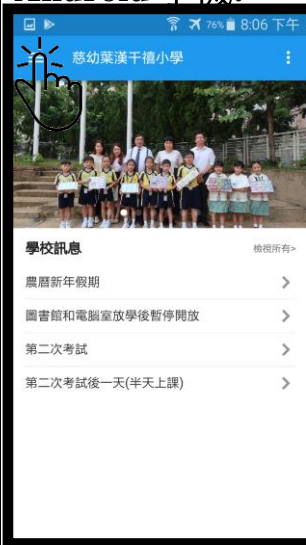 76% 8:06 下午
慈幼葉漢千禧小學
學校訊息
檢視所有>
農曆新年假期
圖書館和電腦室放學後暫停開放
第二次考試
第二次考試後一天(半天上課)